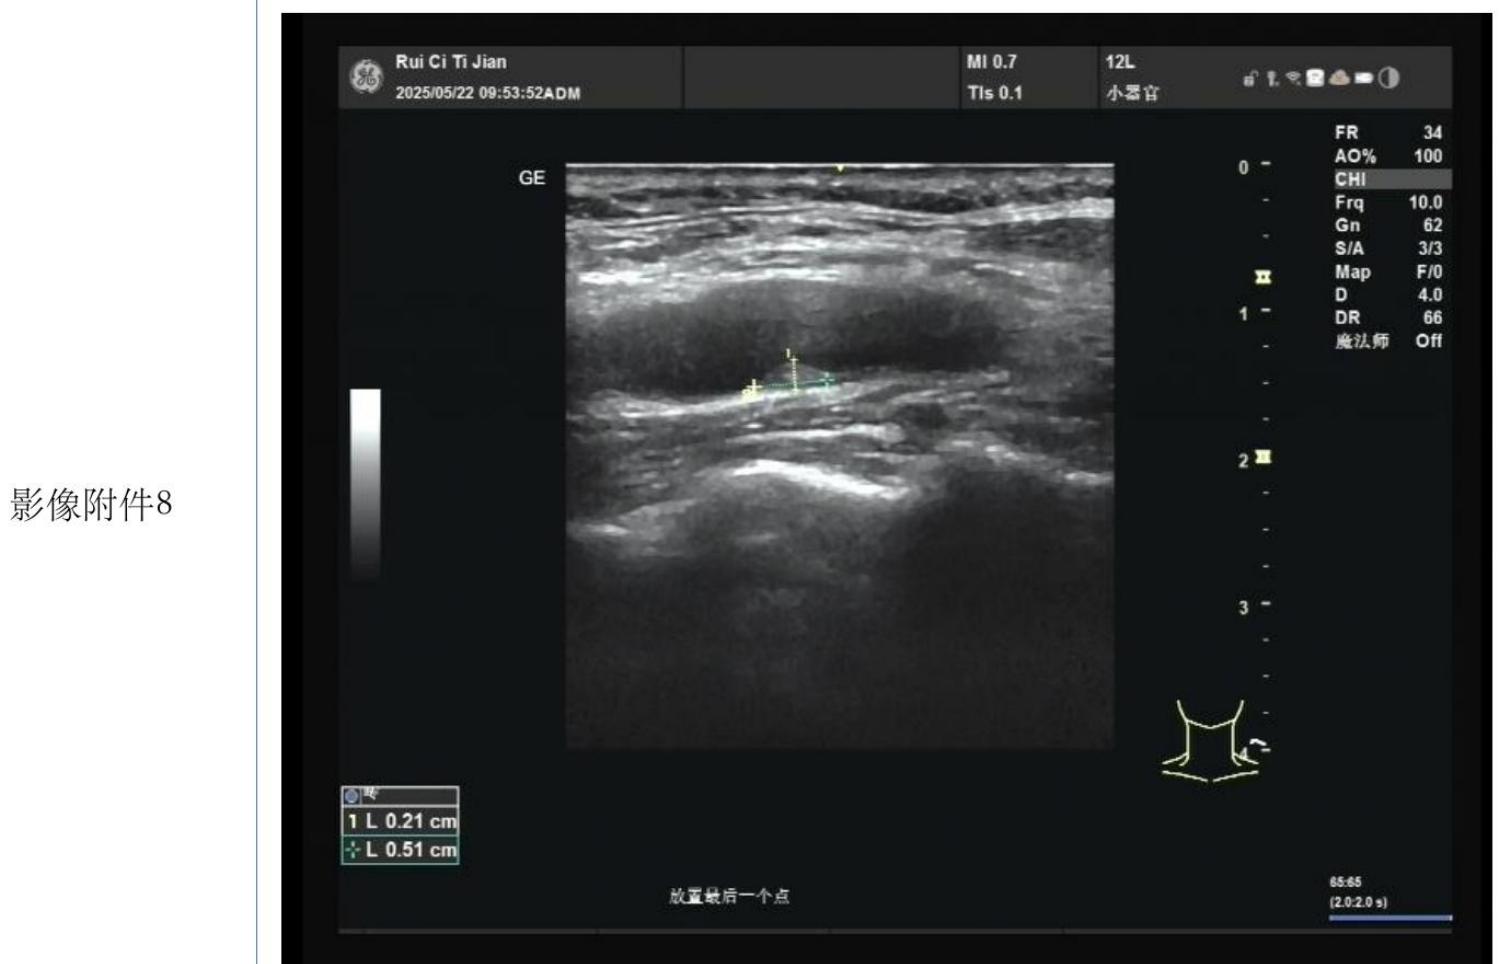 Rui Ci Ti Jian
2025/05/22 09:53:52ADM
MI 0.7
TIs 0.1
12L
小器官
GE
FR 34
AO% 100
CHI
Frq 10.0
Gn 62
S/A 3/3
Map F/0
D 4.0
DR 66
魔法师 Off
0
1
2
3
4
1
影像附件8
1 L 0.21 cm
L 0.51 cm
放置最后一个点
65:65
(2.0:2.0 s)